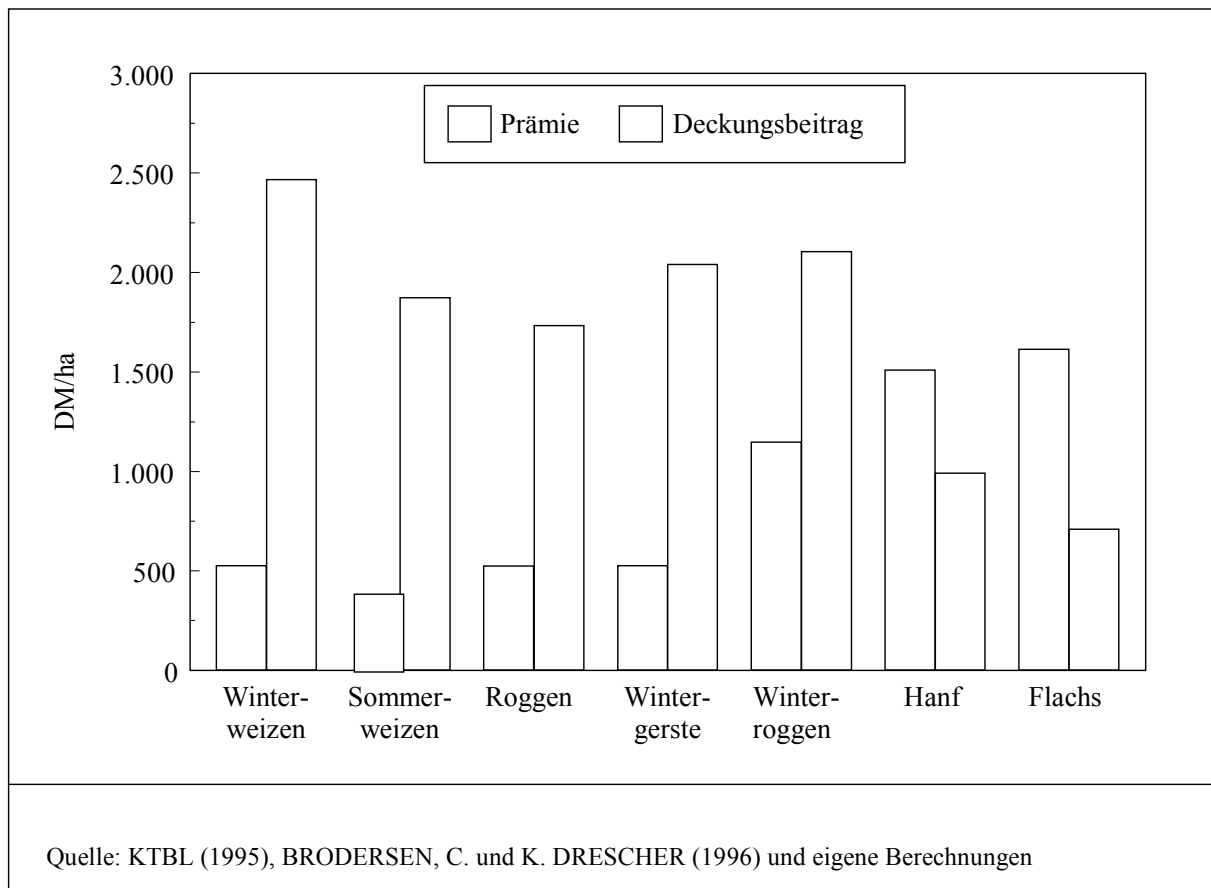 3.000
Prämie Deckungsbeitrag
2.500
2.000
1.500
1.000
500
0
DM/ha
Winter- Sommer- Roggen Winter- Winter- Hanf Flachs
weizen weizen gerste roggen
Quelle: KTBL (1995), BRODERSEN, C. und K. DRESCHER (1996) und eigene Berechnungen